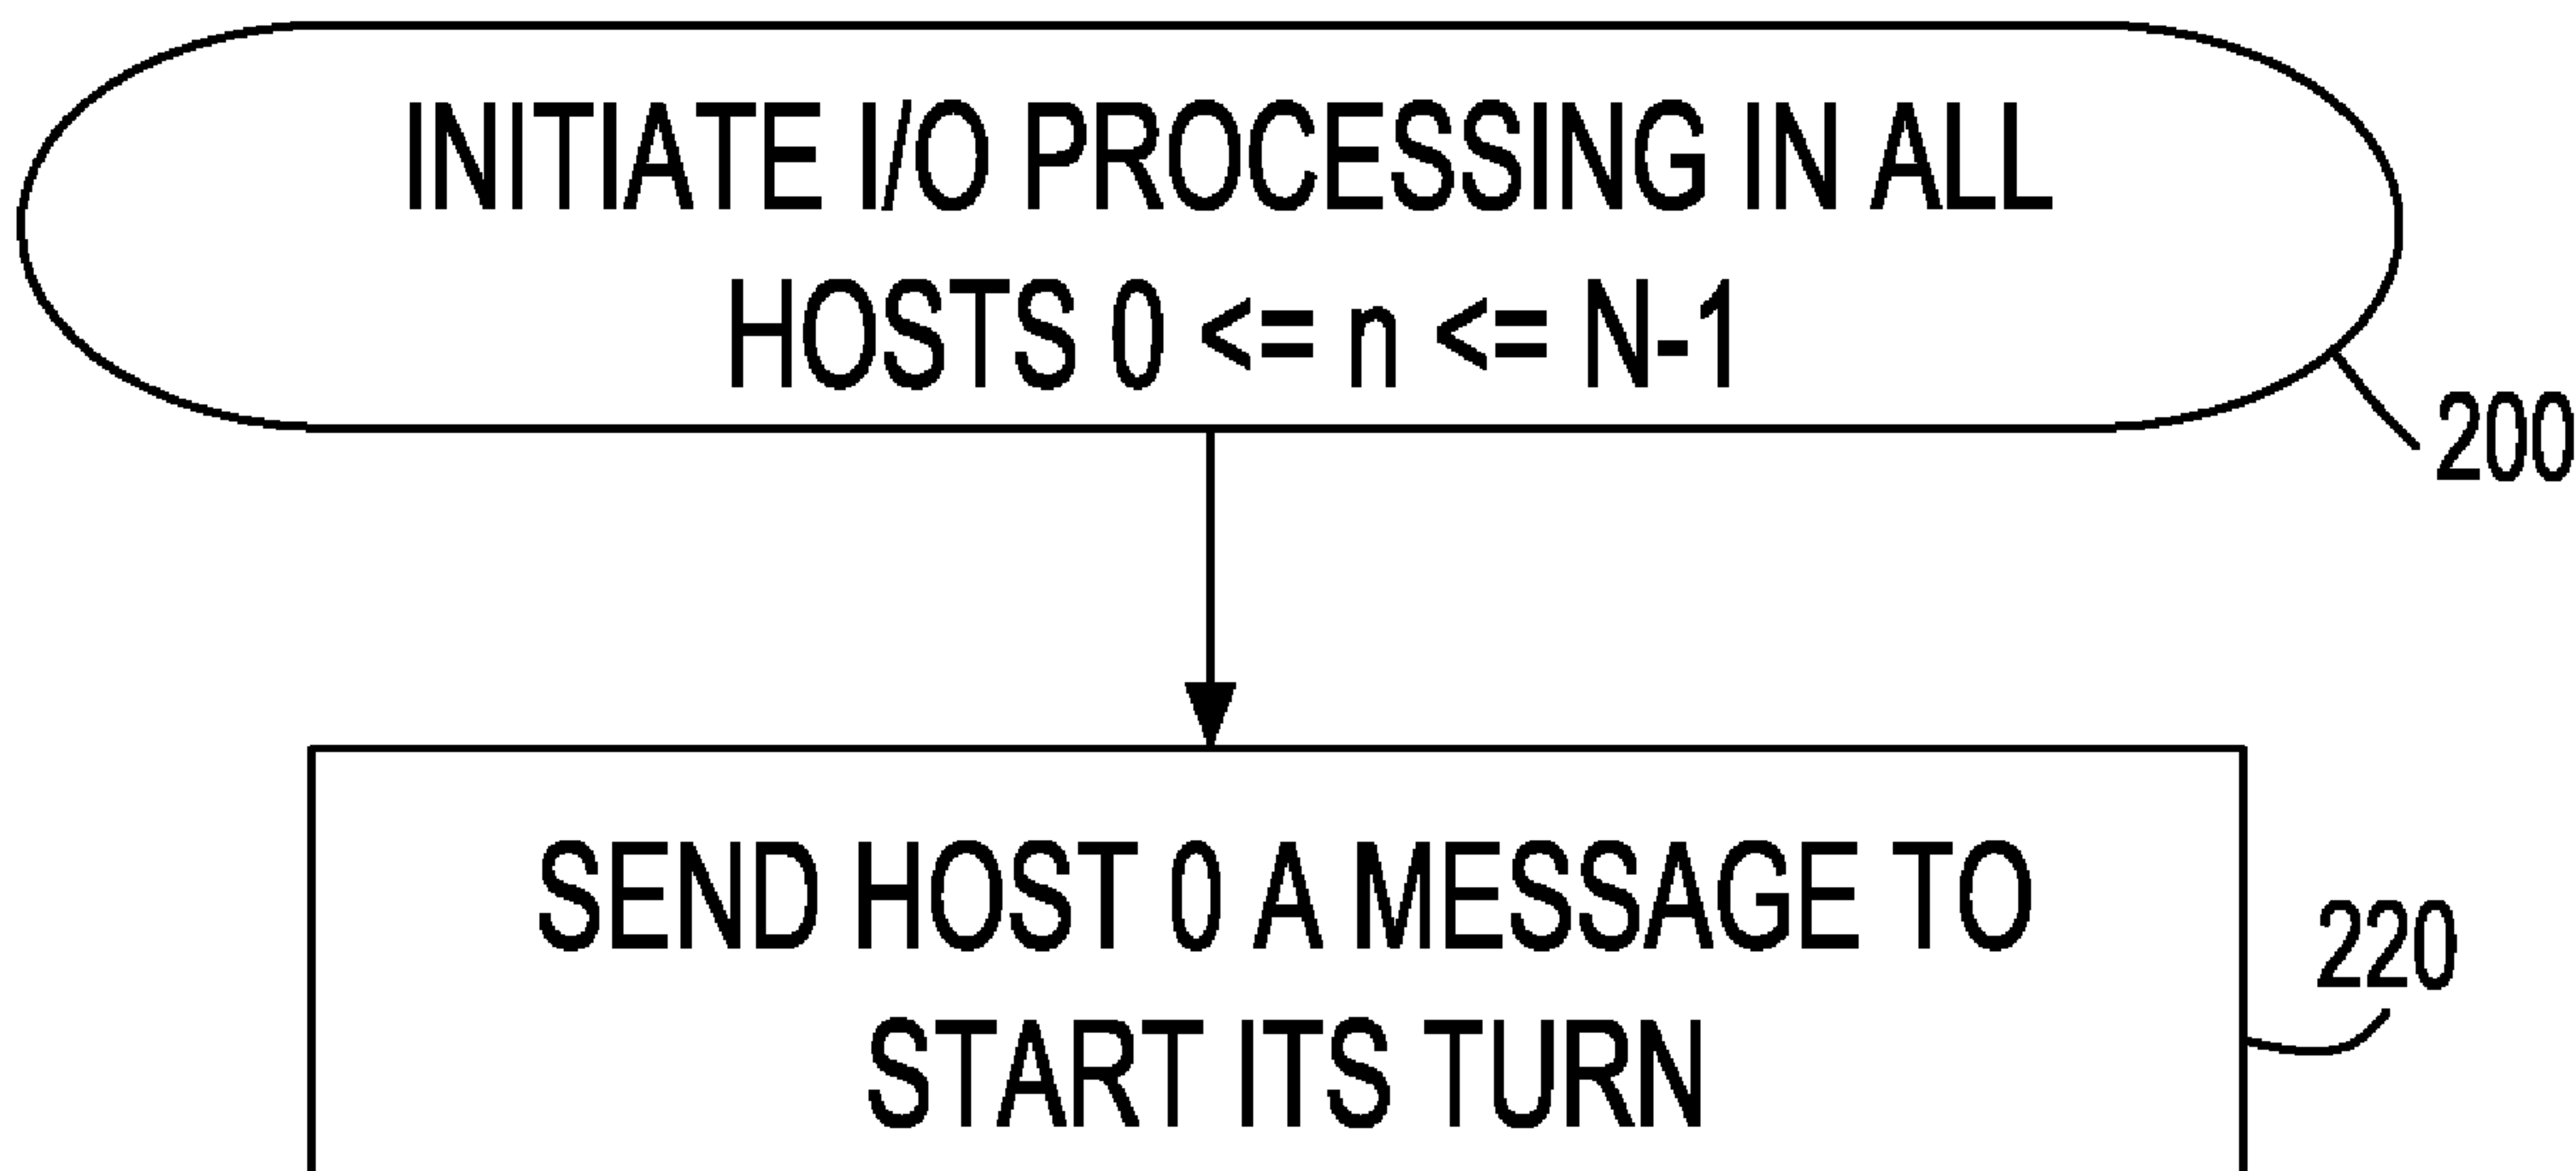 INITIATE I/O PROCESSING IN ALL
HOSTS 0 <= n <= N-1
200
SEND HOST 0 A MESSAGE TO
START ITS TURN
220